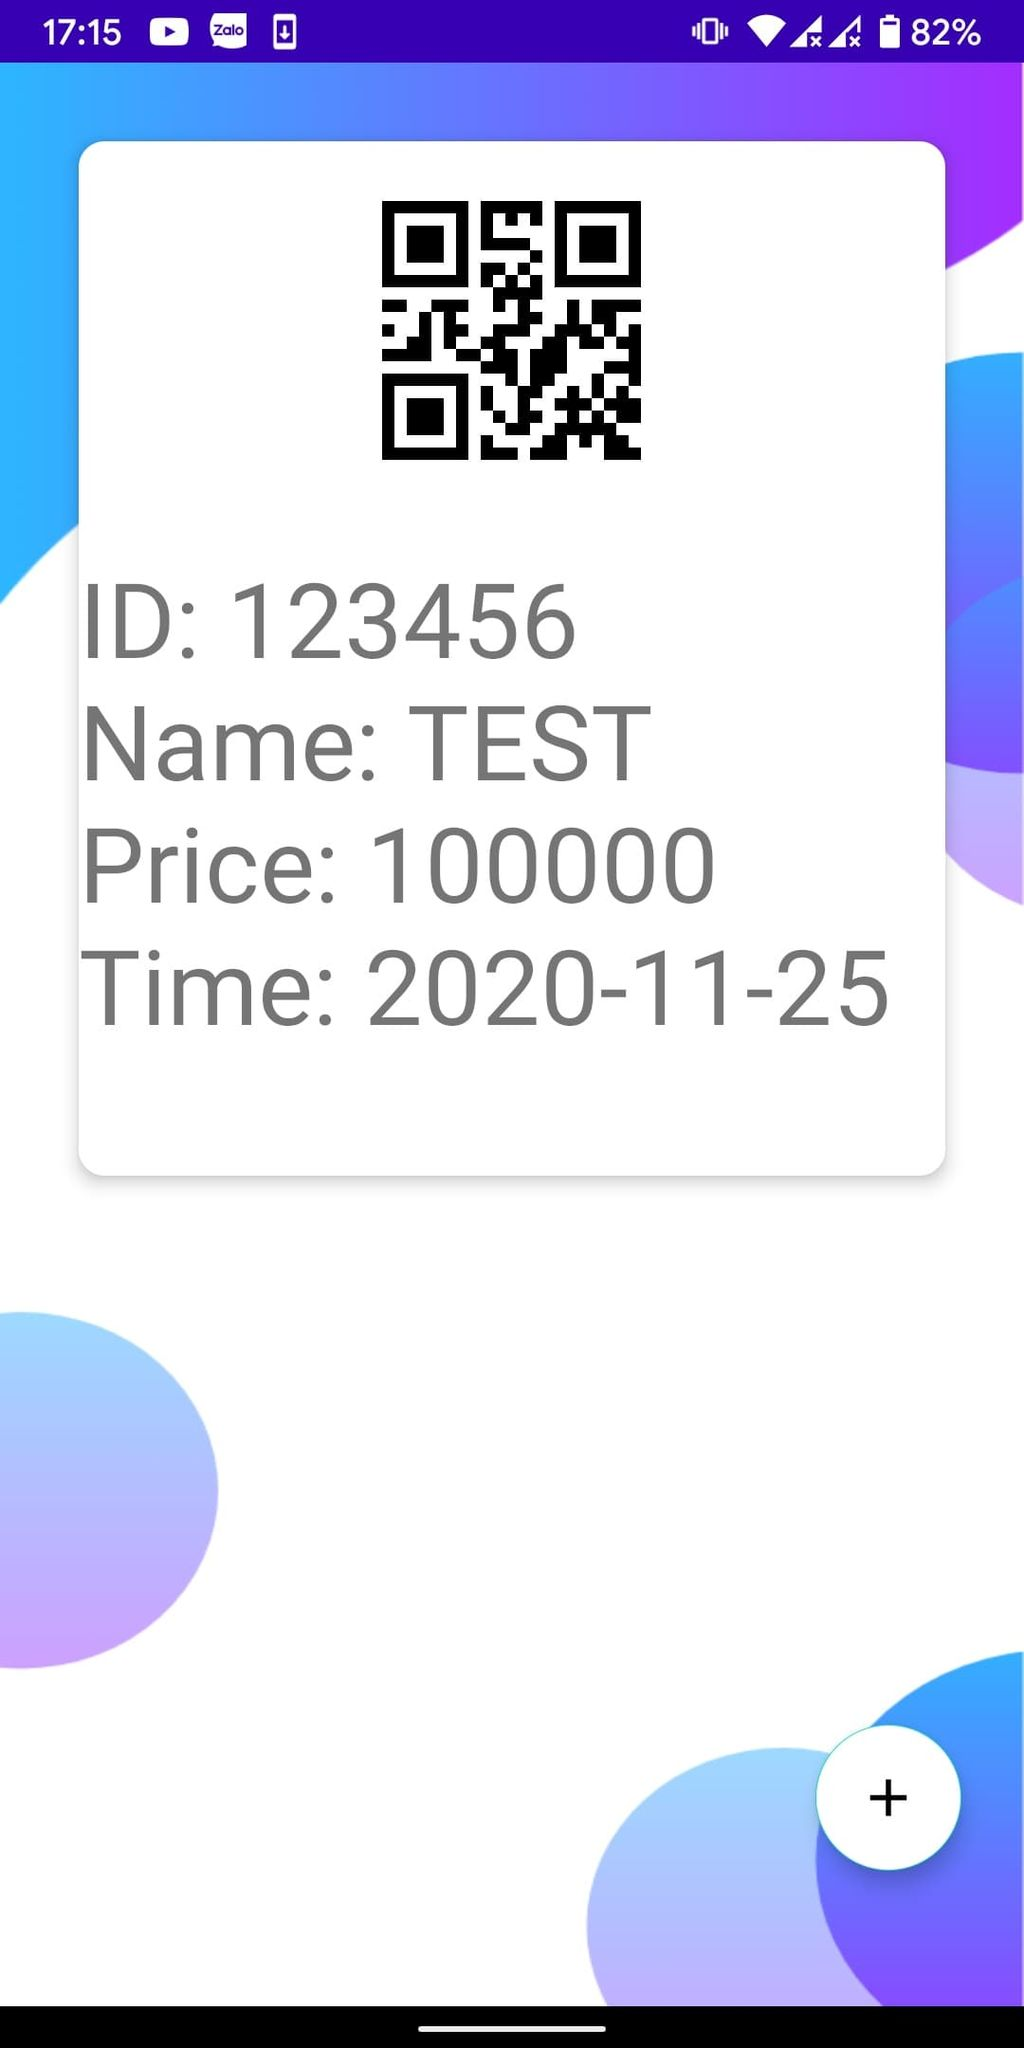 17:15
Zalo
82%
ID: 123456
Name: TEST
Price: 100000
Time: 2020-11-25